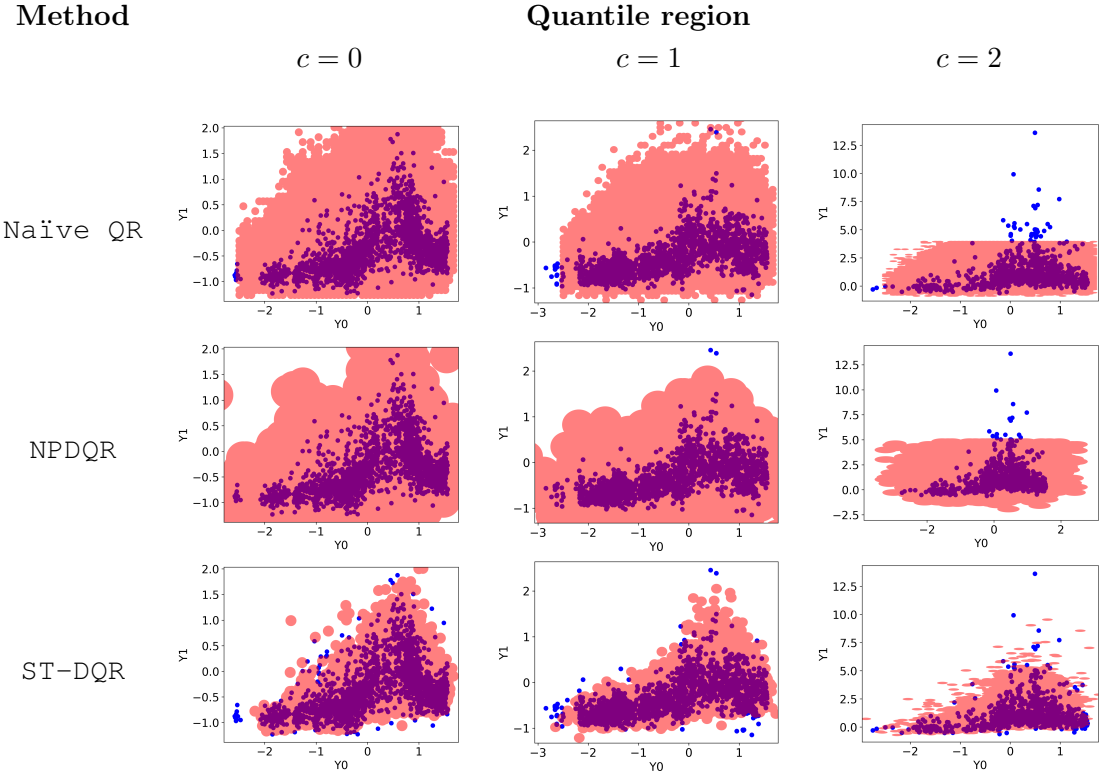 Method Quantile region
c = 0 c = 1 c = 2
Naïve QR
2.0 1.5 1.0 0.5 0.0 −0.5 −1.0 Y1 −2 −1 0 1 Y0
2 1 0 −1 Y1 −3 −2 −1 0 1 Y0
12.5 10.0 7.5 5.0 2.5 0.0 Y1 −2 −1 0 1 Y0
NPDQR
2.0 1.5 1.0 0.5 0.0 −0.5 −1.0 Y1 −2 −1 0 1 Y0
2 1 0 −1 Y1 −3 −2 −1 0 1 Y0
12.5 10.0 7.5 5.0 2.5 0.0 −2.5 Y1 −2 0 2 Y0
ST-DQR
2.0 1.5 1.0 0.5 0.0 −0.5 −1.0 Y1 −2 −1 0 1 Y0
2 1 0 −1 Y1 −3 −2 −1 0 1 Y0
12.5 10.0 7.5 5.0 2.5 0.0 Y1 −2 −1 0 1 Y0